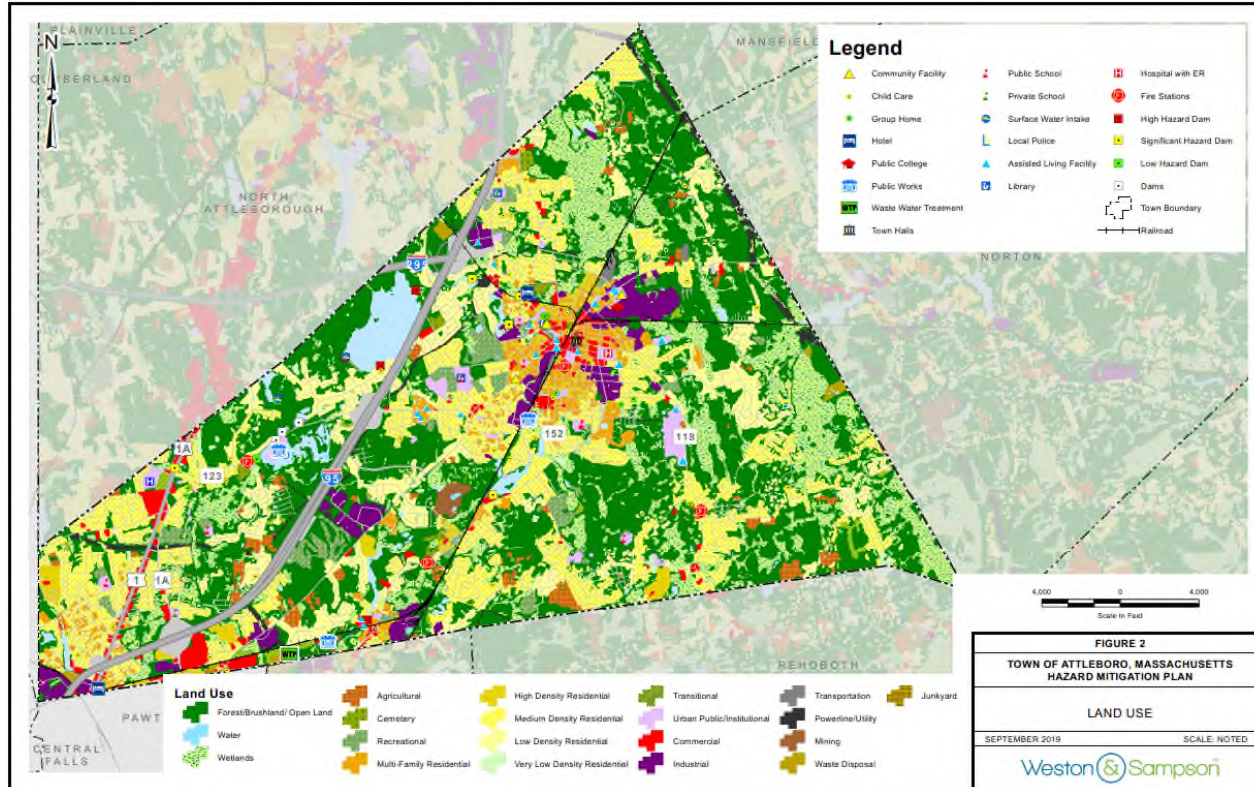 PLAINVILLE
MANSFIELD
N
CUMBERLAND
NORTH
ATTLEBOROUGH
NORTON
295
95
1A
123
152
118
1
1A
H
H
WTP
REHOBOTH
PAWT
CENTRAL
FALLS
Legend
Community Facility
Child Care
Group Home
Hotel
Public College
Public Works
WTP Waste Water Treatment
Town Halls
Public School
Private School
Surface Water Intake
Local Police
Assisted Living Facility
Library
H Hospital with ER
Fire Stations
High Hazard Dam
Significant Hazard Dam
Low Hazard Dam
Dams
Town Boundary
Railroad
4,000 0 4,000
Scale In Feet
Land Use
Forest/Brushland/ Open Land
Water
Wetlands
Agricultural
Cemetery
Recreational
Multi-Family Residential
High Density Residential
Medium Density Residential
Low Density Residential
Very Low Density Residential
Transitional
Urban Public/Institutional
Commercial
Industrial
Transportation
Powerline/Utility
Mining
Waste Disposal
Junkyard
FIGURE 2
TOWN OF ATTLEBORO, MASSACHUSETTS
HAZARD MITIGATION PLAN
LAND USE
SEPTEMBER 2019 SCALE: NOTED
Weston & Sampson